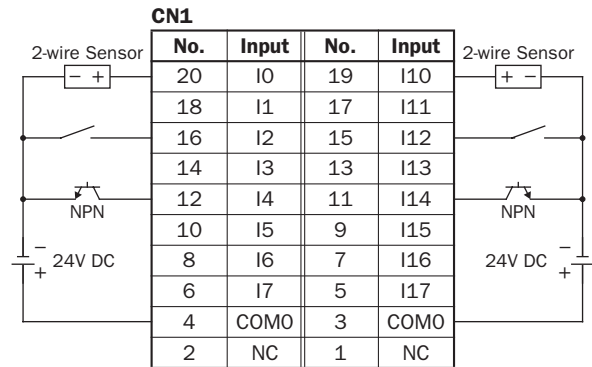 CN1
No. Input No. Input
2-wire Sensor 2-wire Sensor
− + 20 I0 19 I10 + −
18 I1 17 I11
16 I2 15 I12
14 I3 13 I13
12 I4 11 I14
NPN NPN
10 I5 9 I15
− 8 I6 7 I16 −
24V DC 24V DC
+ 6 I7 5 I17 +
4 COM0 3 COM0
2 NC 1 NC